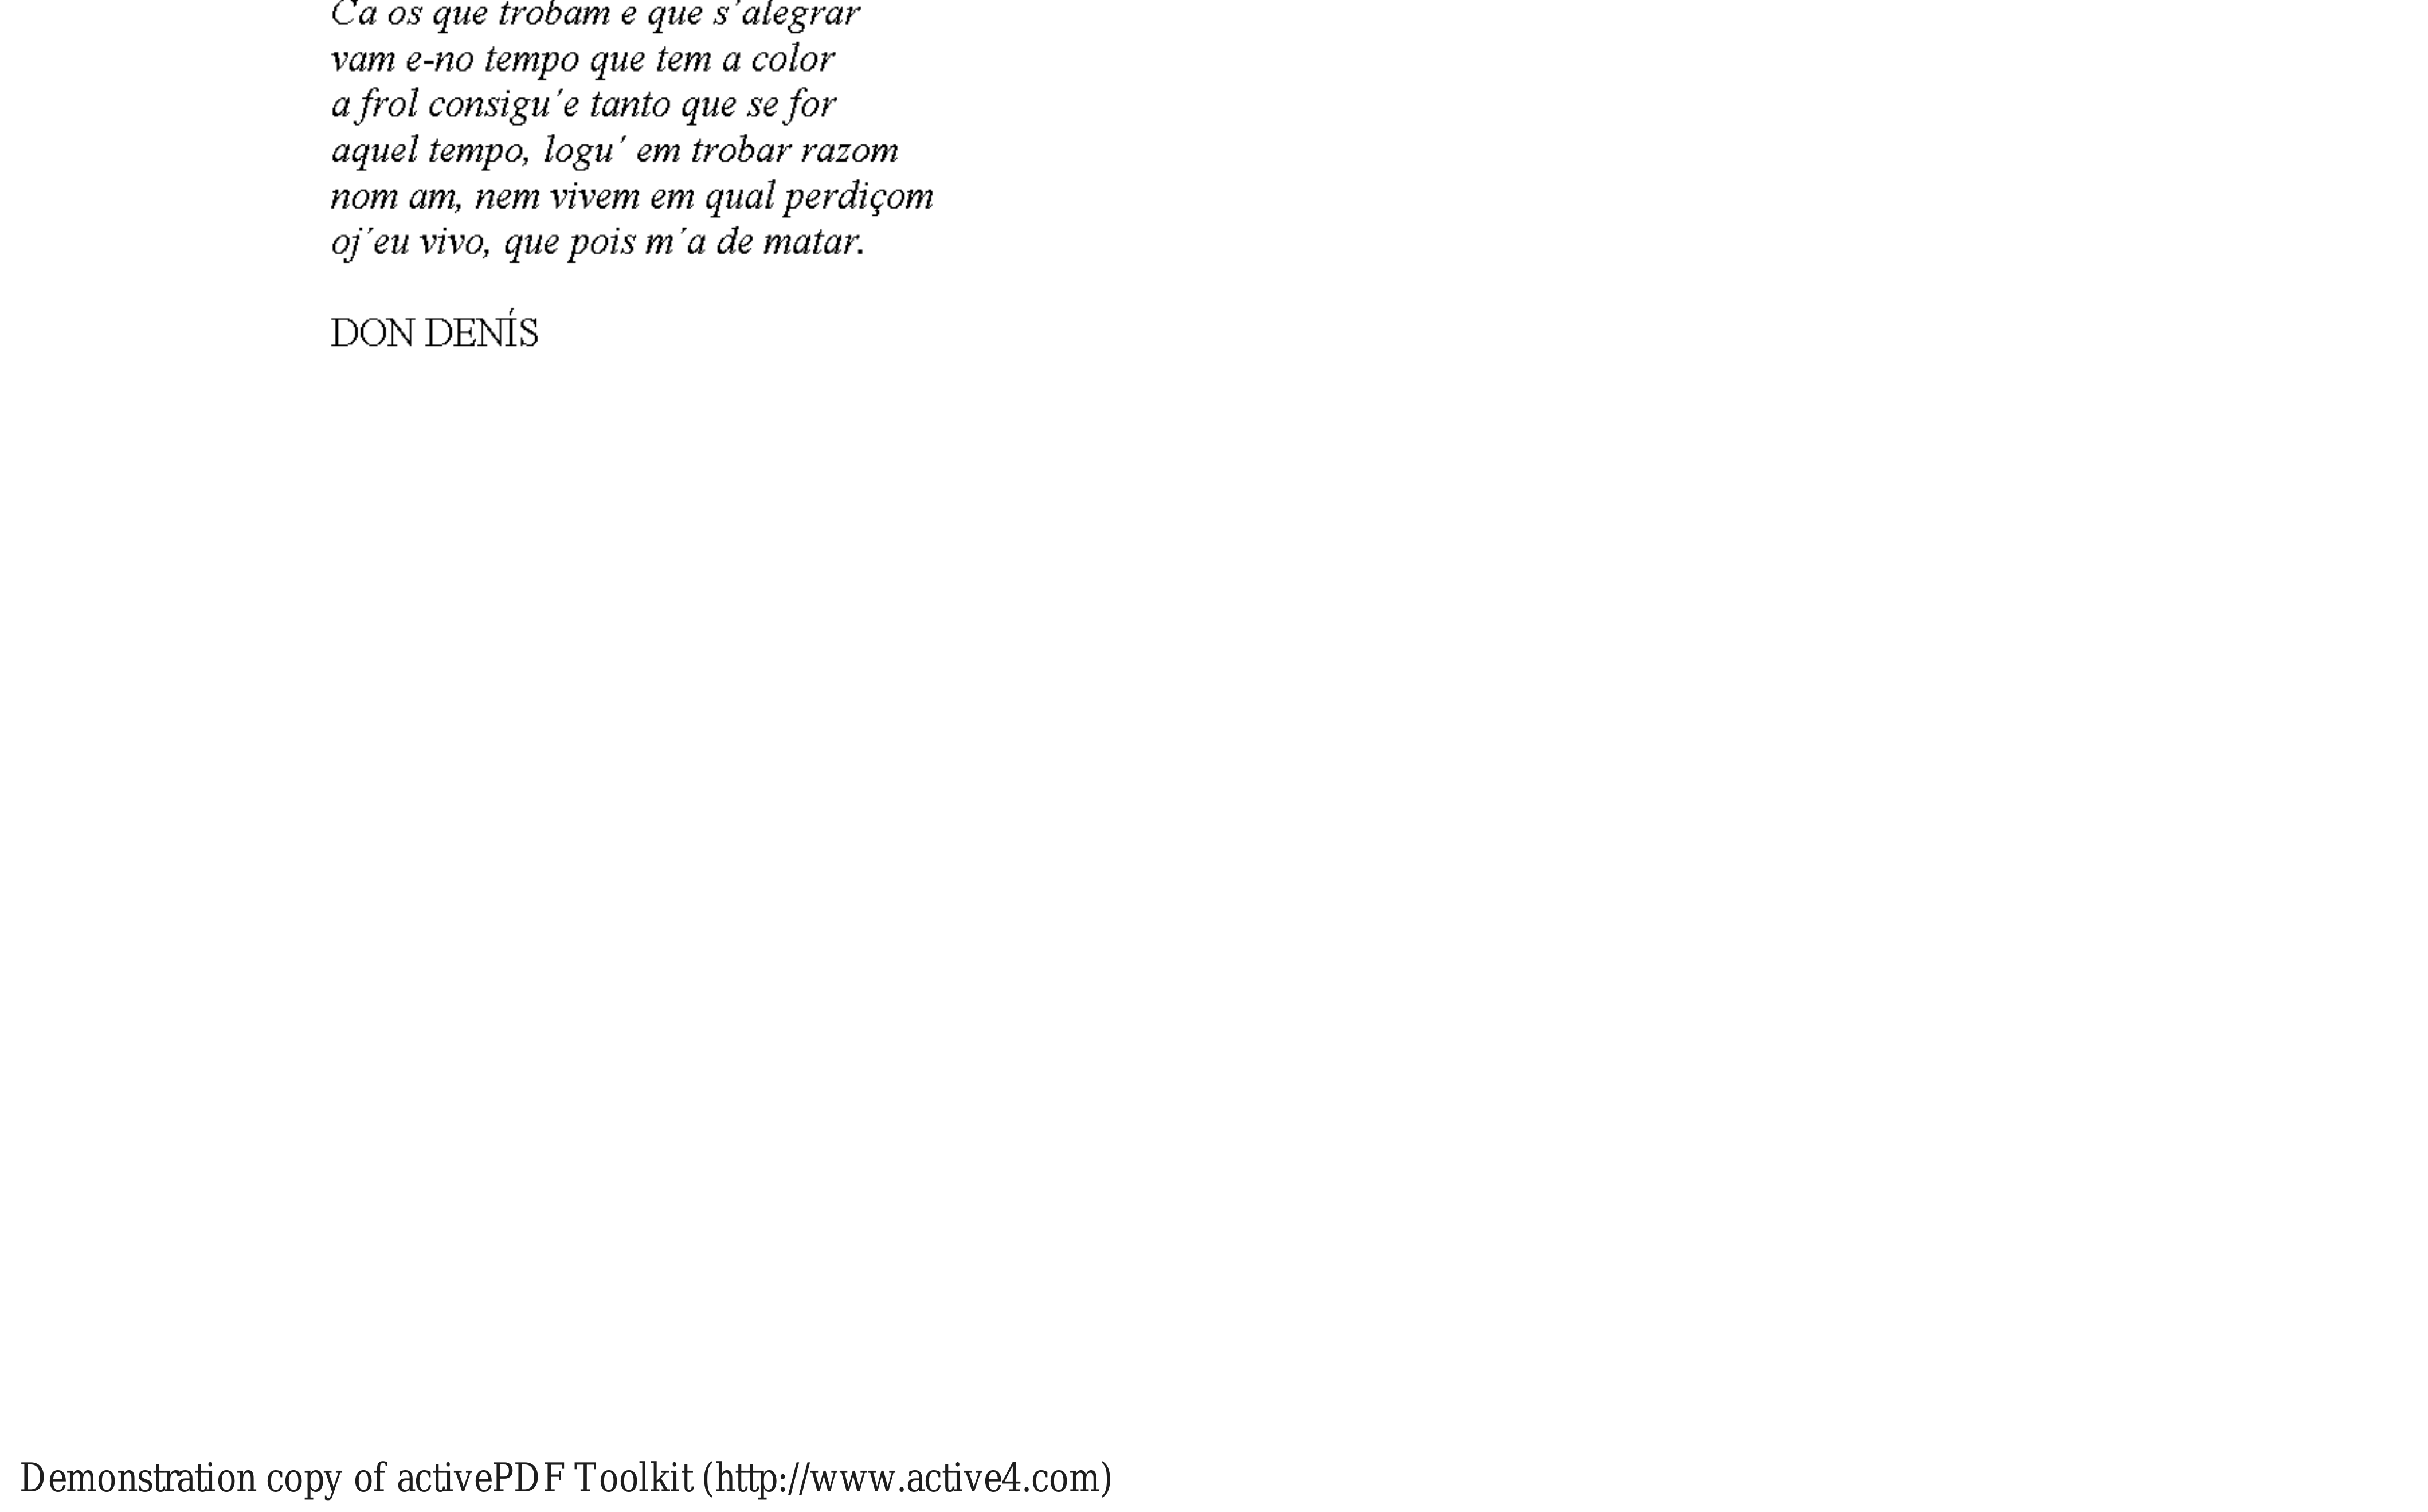 Ca os que trobam e que s´alegrar
vam e-no tempo que tem a color
a frol consigu´e tanto que se for
aquel tempo, logu´ em trobar razom
nom am, nem vivem em qual perdiçom
oj´eu vivo, que pois m´a de matar.
DON DENÍS
Demonstration copy of activePDF Toolkit (http://www.active4.com)